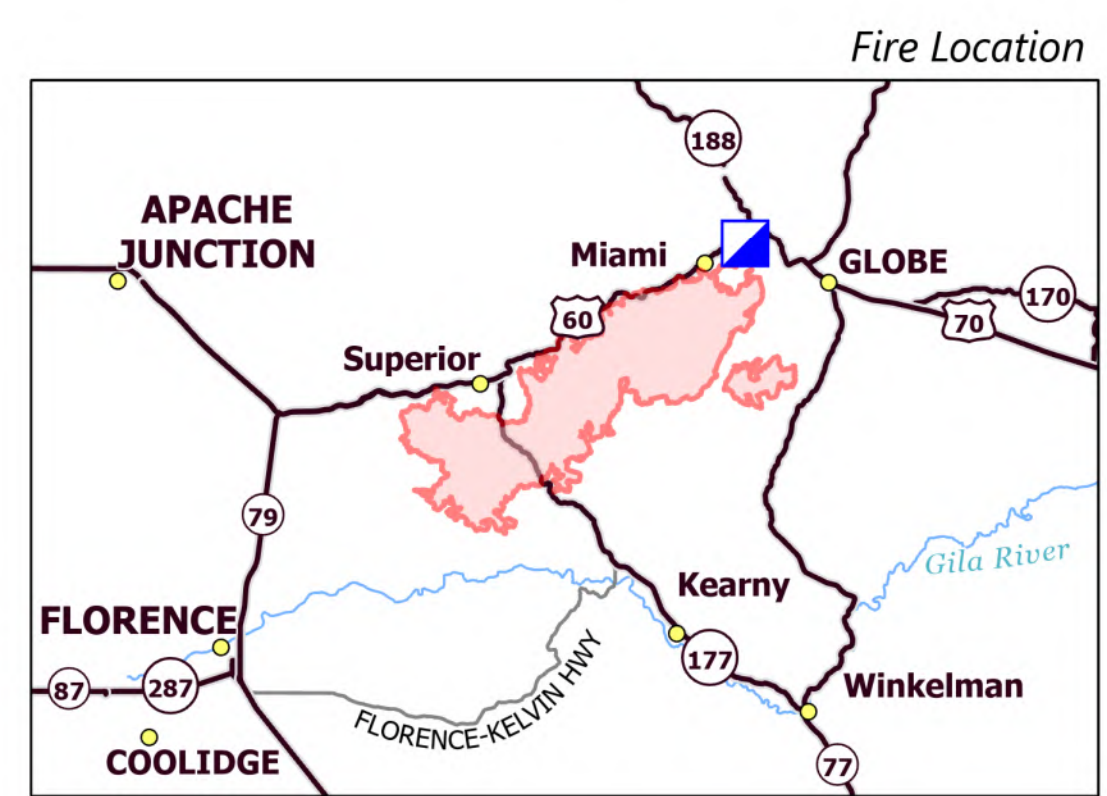 Fire Location
188
APACHE
JUNCTION
Miami
GLOBE
170
70
60
Superior
79
Gila River
Kearny
FLORENCE
177
87
287
Winkelman
FLORENCE-KELVIN HWY
COOLIDGE
77